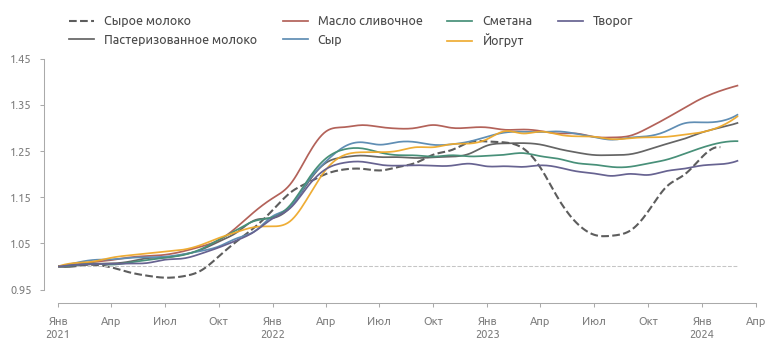 Сырое молоко
Масло сливочное
Сметана
Творог
Пастеризованное молоко
Сыр
Йогрут
1.45
1.35
1.25
1.15
1.05
0.95
Янв Апр Июл Окт Янв Апр Июл Окт Янв Апр Июл Окт Янв Апр
2021 2022 2023 2024